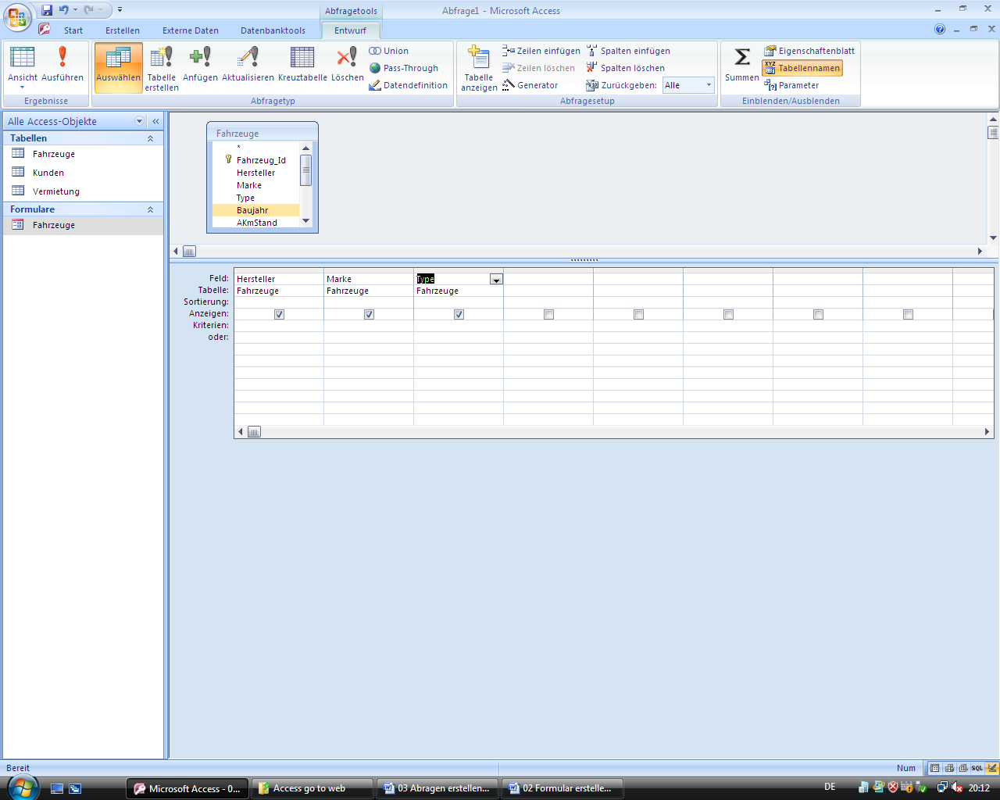 Abfragetools
Abfrage1 - Microsoft Access
Start
Erstellen
Externe Daten
Datenbanktools
Entwurf
Ansicht
Ausführen
Ergebnisse
Auswählen
Tabelle
erstellen
Anfügen
Aktualisieren
Kreuztabelle
Löschen
Union
Pass-Through
Datendefinition
Abfragetyp
Tabelle
anzeigen
Zeilen einfügen
Zeilen löschen
Generator
Spalten einfügen
Spalten löschen
Zurückgeben: Alle
Abfragesetup
Summen
Eigenschaftenblatt
XYZ Tabellennamen
Parameter
Einblenden/Ausblenden
Alle Access-Objekte
Tabellen
Fahrzeuge
Kunden
Vermietung
Formulare
Fahrzeuge
Fahrzeuge
*
Fahrzeug_Id
Hersteller
Marke
Type
Baujahr
AKmStand
Feld: Hersteller Marke Type
Tabelle: Fahrzeuge Fahrzeuge Fahrzeuge
Sortierung:
Anzeigen:
Kriterien:
oder:
Bereit
Num
SQL
Microsoft Access - 0...
Access go to web
03 Abragen erstellen...
02 Formular erstelle...
DE
20:12